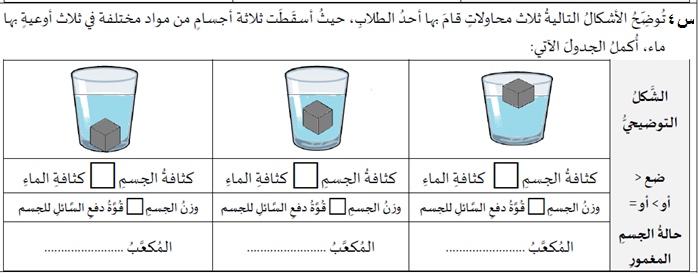 س٤ تُوضِّحُ الأشكالُ التاليةُ ثلاث محاولاتٍ قامَ بها أحدُ الطلابِ، حيثُ أسقَطَت ثلاثة أجسامٍ من مواد مختلفة في ثلاث أوعيةٍ بها
ماء، أُكملُ الجدولَ الآتي:
الشَّكلُ
التوضيحيُّ
ضع <
أو > أو =
كثافةُ الجسمِ □ كثافةِ الماءِ
كثافةُ الجسمِ □ كثافةِ الماءِ
كثافةُ الجسمِ □ كثافةِ الماءِ
وزنُ الجسمِ □ قُوَّةُ دفعِ السَّائلِ للجسم
وزنُ الجسمِ □ قُوَّةُ دفعِ السَّائلِ للجسم
وزنُ الجسمِ □ قُوَّةُ دفعِ السَّائلِ للجسم
حالةُ الجسمِ
المغمورِ
المُكعَّبُ ........................
المُكعَّبُ ........................
المُكعَّبُ ........................